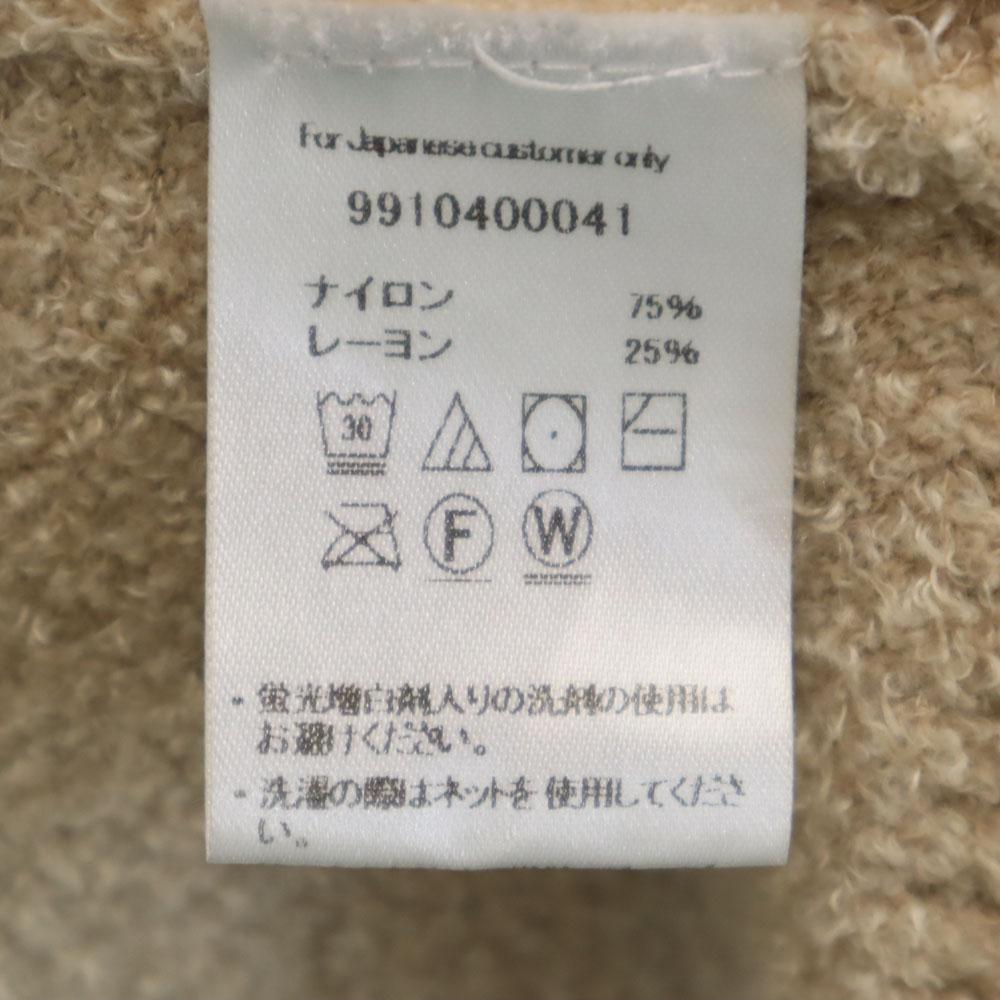 For Japanese customer only
9910400041
ナイロン 75%
レーヨン 25%
30
F W
・蛍光増白剤入りの洗剤の使用は
お避けください。
・洗濯の際はネットを使用してくださ
い。